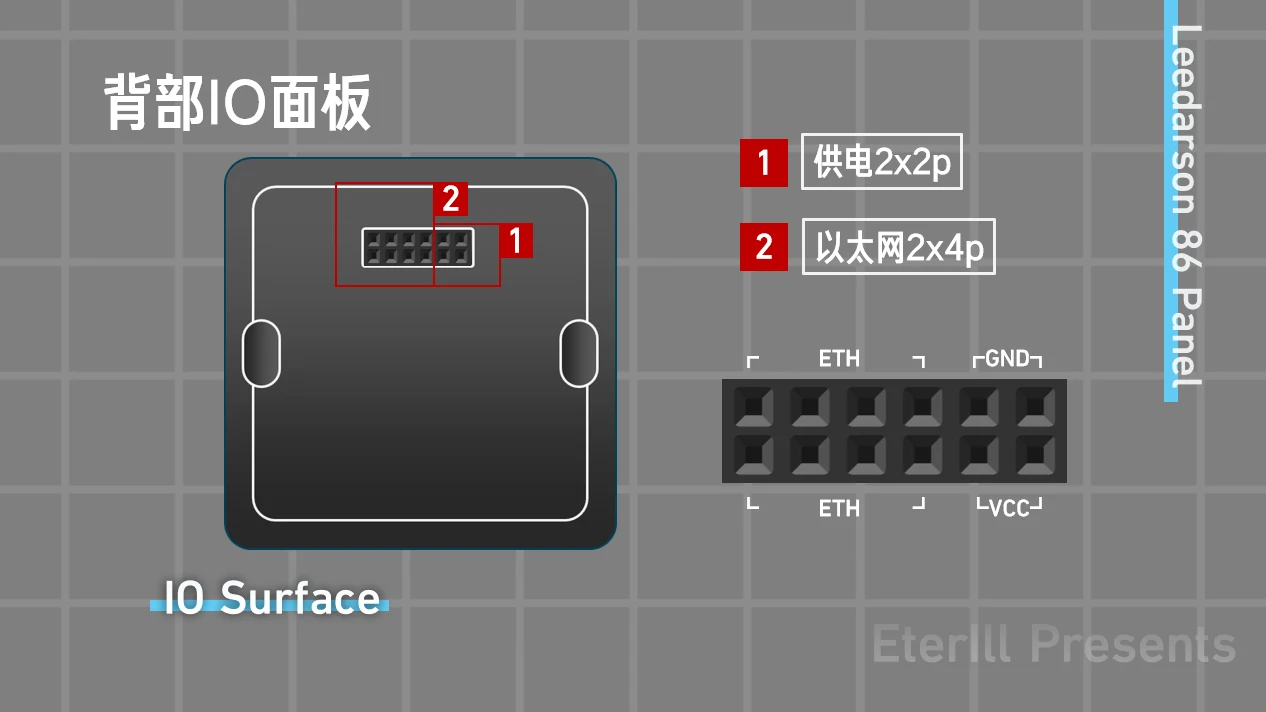 背部IO面板
2
1
1 供电2x2p
2 以太网2x4p
ETH GND
ETH VCC
IO Surface
Leedarson 86 Panel
EterIll Presents